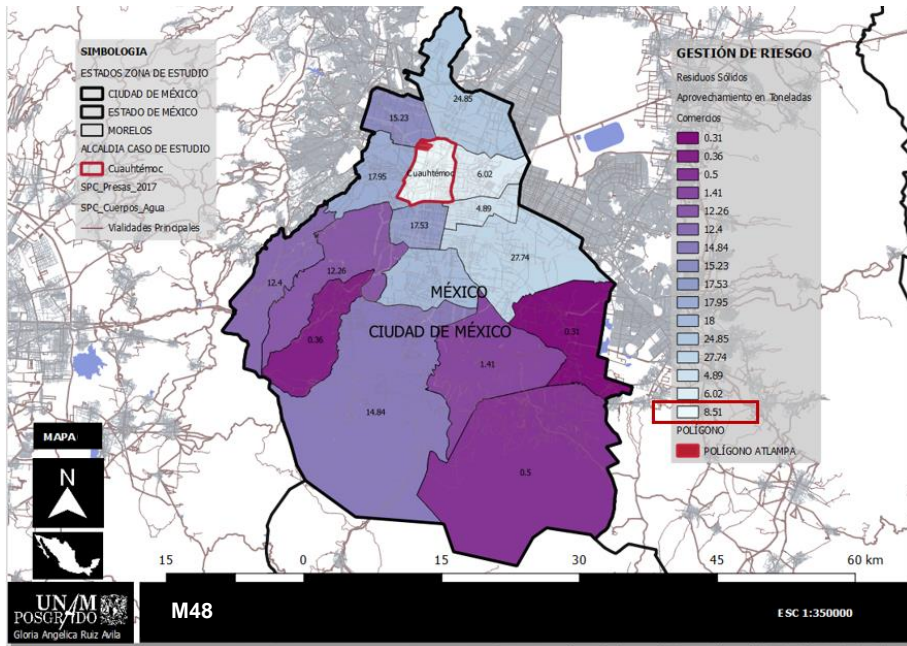 SIMBOLOGIA
ESTADOS ZONA DE ESTUDIO
CIUDAD DE MÉXICO
ESTADO DE MÉXICO
MORELOS
ALCALDIA CASO DE ESTUDIO
Cuauhtémoc
SPC_Presas_2017
SPC_Cuerpos_Agua
Vialidades Principales
GESTIÓN DE RIESGO
Residuos Sólidos
Aprovechamiento en Toneladas
Comercios
0.31
0.36
0.5
1.41
12.26
12.4
14.84
15.23
17.53
17.95
18
24.85
27.74
4.89
6.02
8.51
POLÍGONO
POLÍGONO ATLAMPA
24.85
15.23
Cuauhtémoc
6.02
17.95
4.89
17.53
27.74
12.26
12.4
MÉXICO
CIUDAD DE MÉXICO
0.31
0.36
1.41
14.84
0.5
MAPA
N
15 0 15 30 45 60 km
UNAM
POSGRADO
Gloria Angelica Ruiz Avila
M48
ESC 1:350000